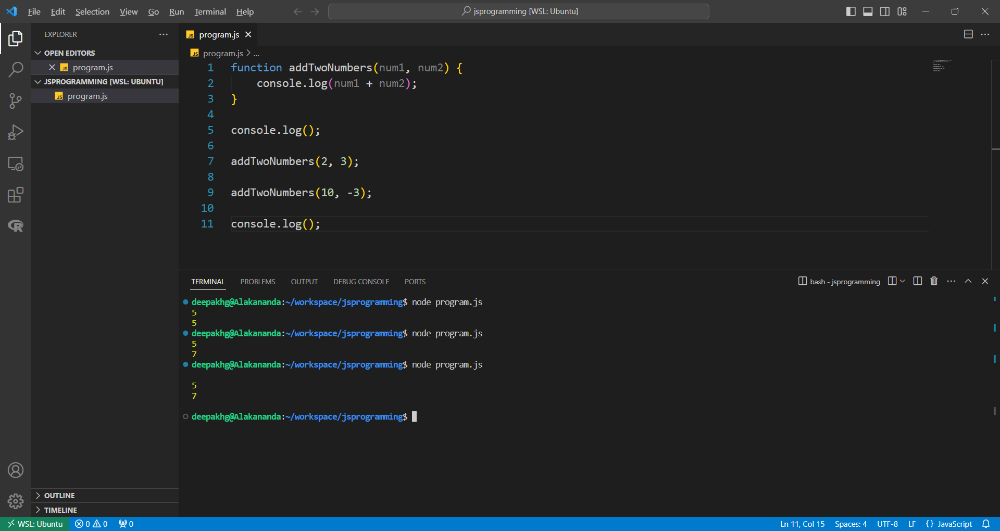 File Edit Selection View Go Run Terminal Help
jsprogramming [WSL: Ubuntu]
EXPLORER
OPEN EDITORS
program.js
JSPROGRAMMING [WSL: UBUNTU]
program.js
OUTLINE
TIMELINE
program.js
program.js > ...
1 function addTwoNumbers(num1, num2) {
2     console.log(num1 + num2);
3 }
4
5 console.log();
6
7 addTwoNumbers(2, 3);
8
9 addTwoNumbers(10, -3);
10
11 console.log();
TERMINAL PROBLEMS OUTPUT DEBUG CONSOLE PORTS
bash - jsprogramming
deepakhg@Alakananda:~/workspace/jsprogramming$ node program.js
5
5
deepakhg@Alakananda:~/workspace/jsprogramming$ node program.js
5
7
deepakhg@Alakananda:~/workspace/jsprogramming$ node program.js
5
7
deepakhg@Alakananda:~/workspace/jsprogramming$
WSL: Ubuntu 0 0 0
Ln 11, Col 15 Spaces: 4 UTF-8 LF {} JavaScript